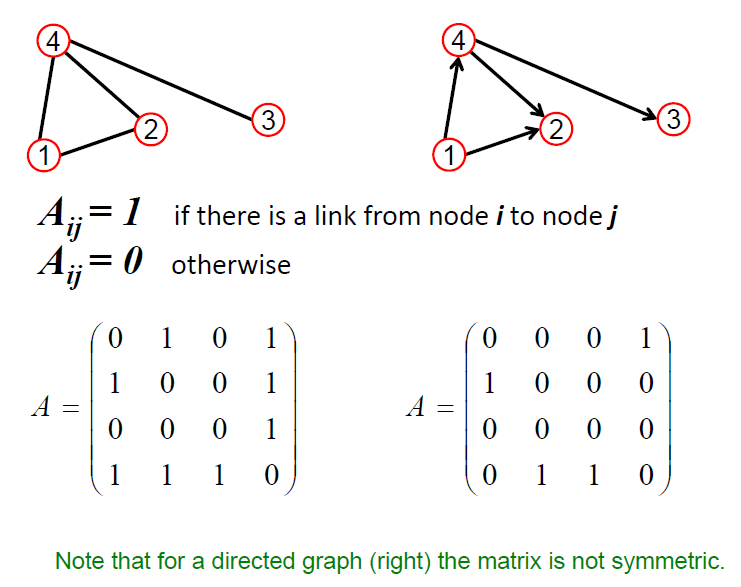 4 4
2 3 2 3
1 1
A_ij = 1 if there is a link from node i to node j
A_ij = 0 otherwise
0 1 0 1 0 0 0 1
1 0 0 1 1 0 0 0
A = A =
0 0 0 1 0 0 0 0
1 1 1 0 0 1 1 0
Note that for a directed graph (right) the matrix is not symmetric.